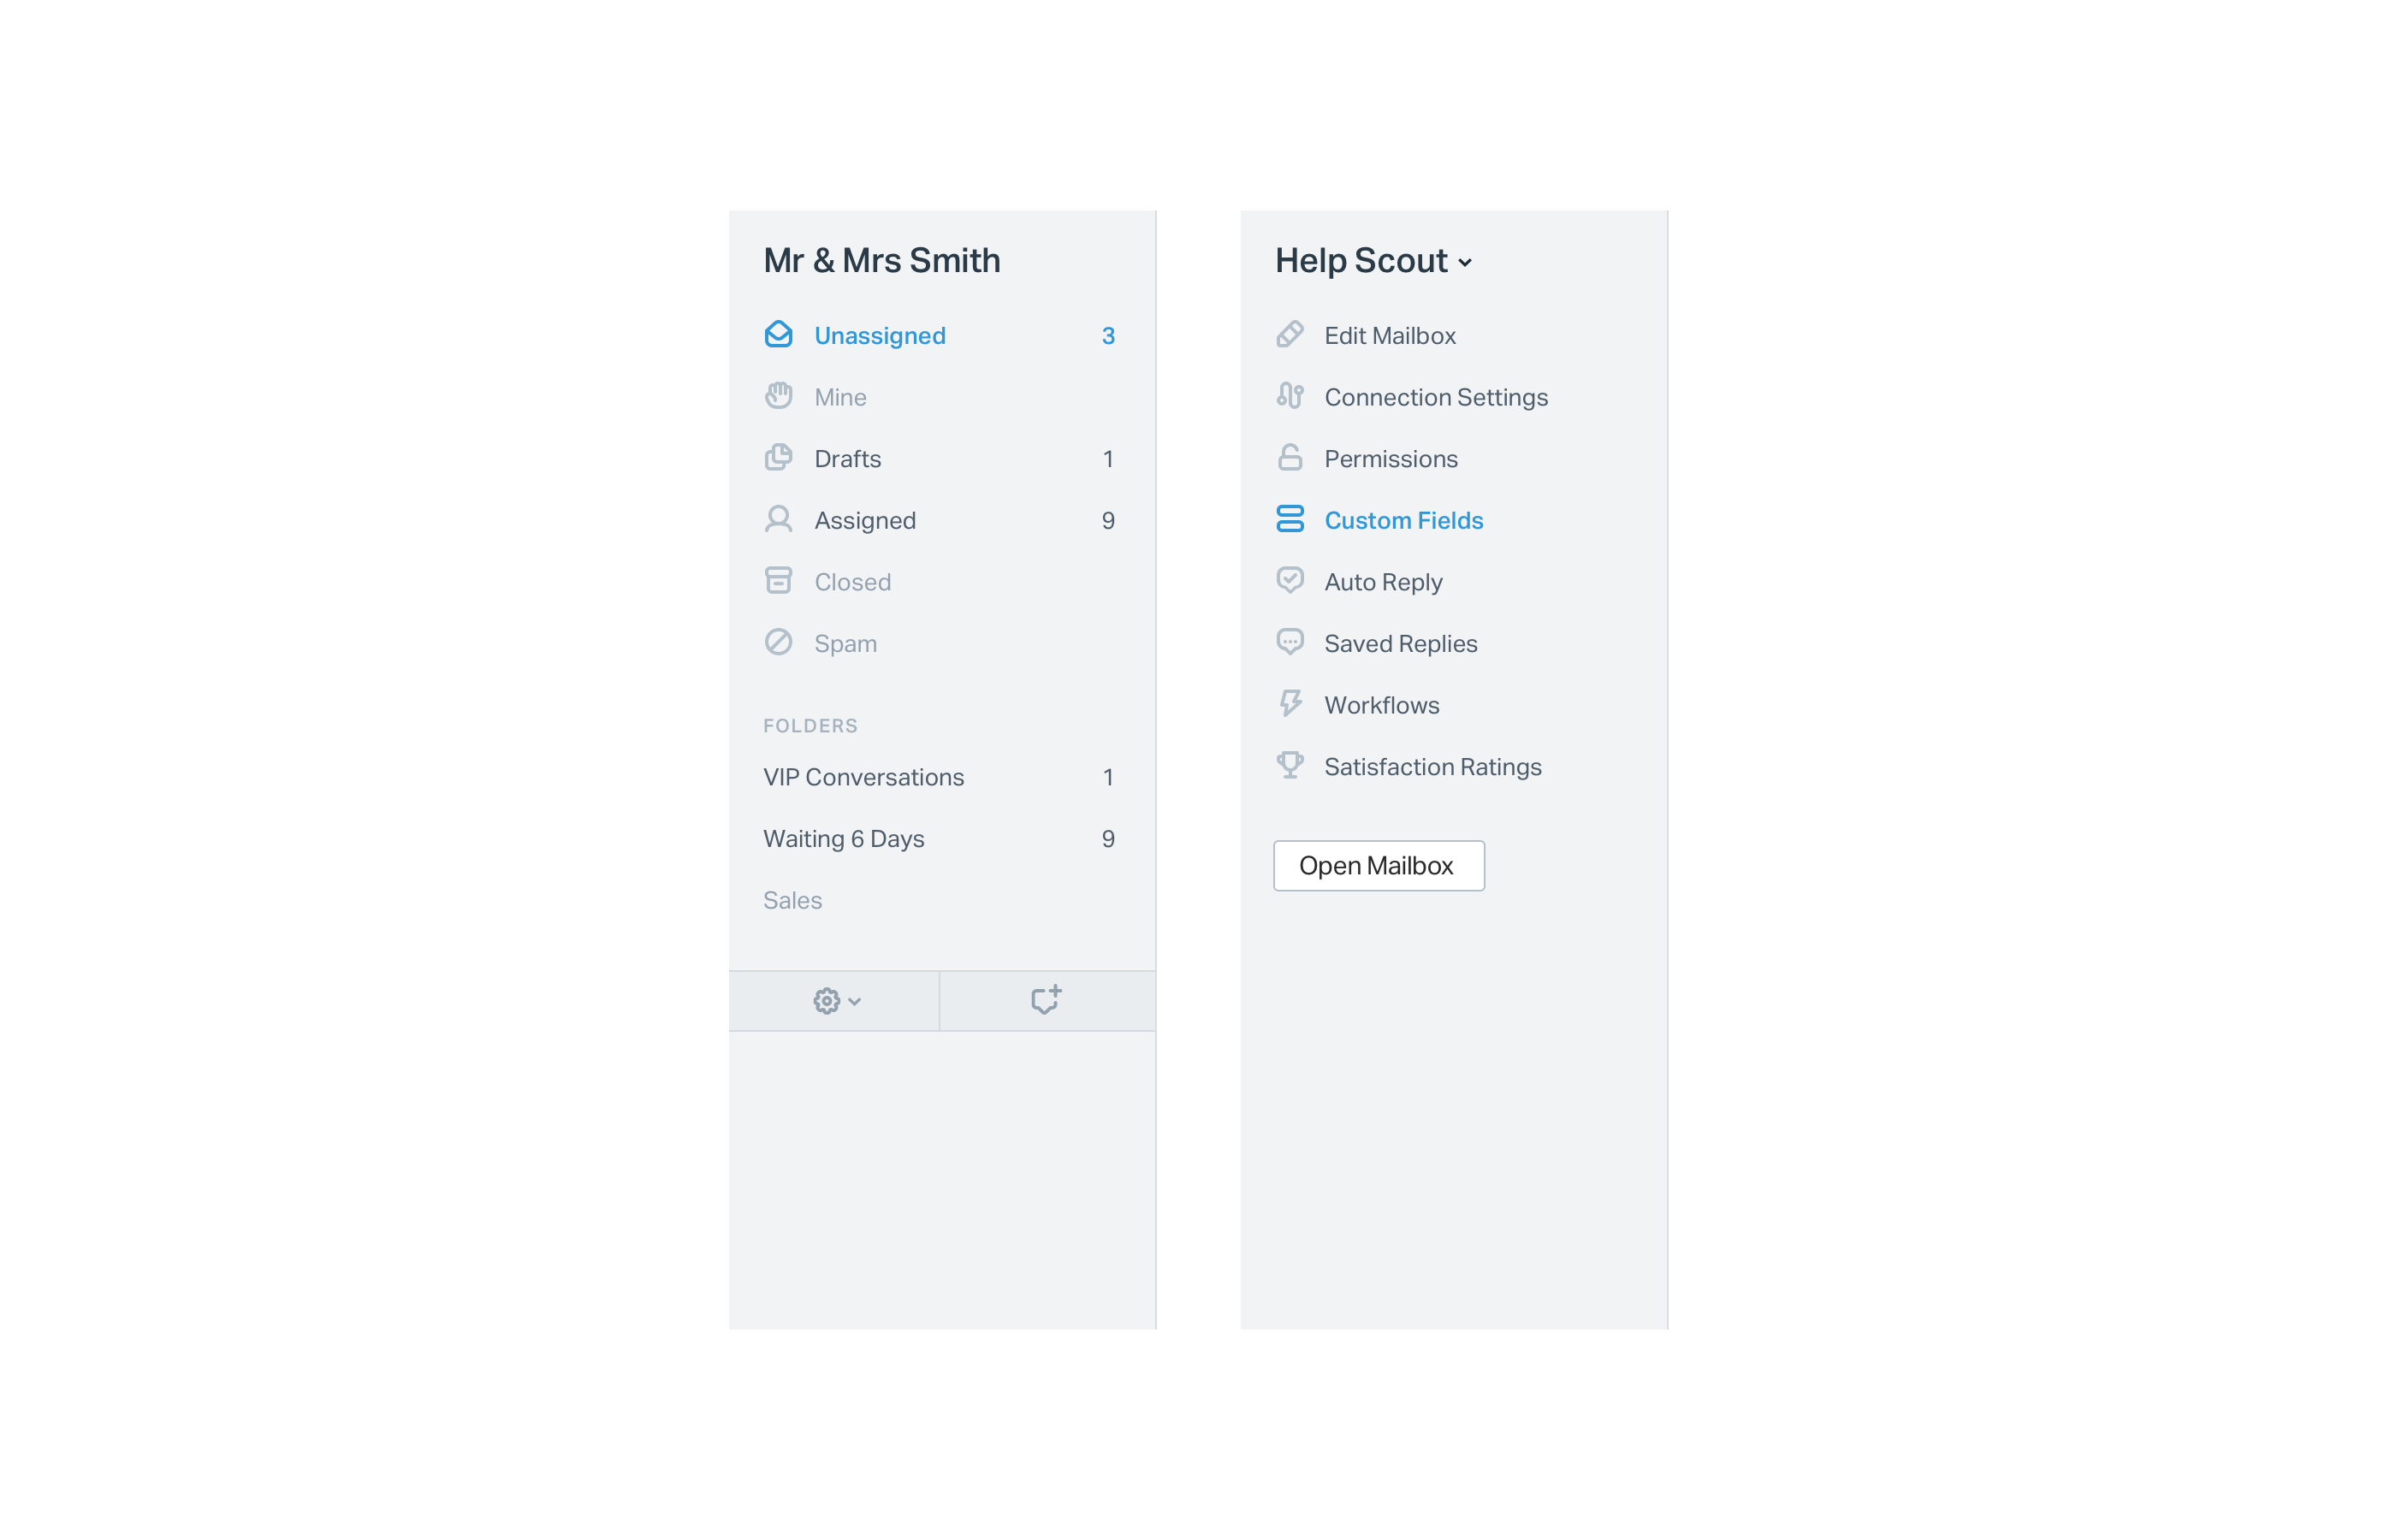 Mr & Mrs Smith
Unassigned 3
Mine
Drafts 1
Assigned 9
Closed
Spam
FOLDERS
VIP Conversations 1
Waiting 6 Days 9
Sales
Help Scout
Edit Mailbox
Connection Settings
Permissions
Custom Fields
Auto Reply
Saved Replies
Workflows
Satisfaction Ratings
Open Mailbox